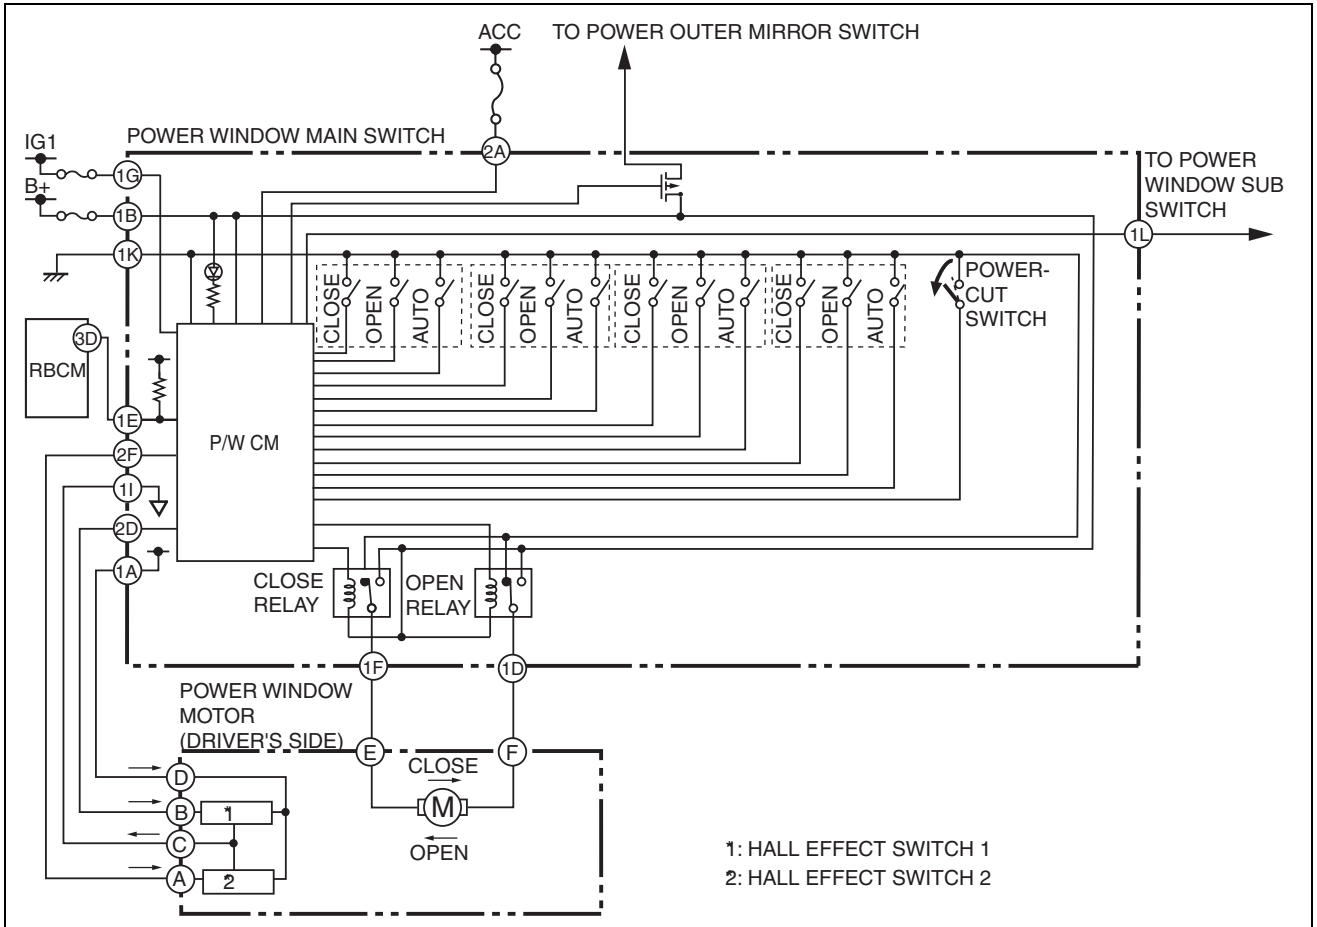 ACC
TO POWER OUTER MIRROR SWITCH
IG1
POWER WINDOW MAIN SWITCH
2A
TO POWER
WINDOW SUB
SWITCH
1G
B+
1B
1L
1K
CLOSE
OPEN
AUTO
CLOSE
OPEN
AUTO
CLOSE
OPEN
AUTO
CLOSE
OPEN
AUTO
POWER-
CUT
SWITCH
3D
RBCM
1E
P/W CM
2F
1I
2D
1A
CLOSE
RELAY
OPEN
RELAY
1F
1D
POWER WINDOW
MOTOR
(DRIVER'S SIDE)
E
F
CLOSE
M
OPEN
D
B
*1
C
A
*2
*1: HALL EFFECT SWITCH 1
*2: HALL EFFECT SWITCH 2